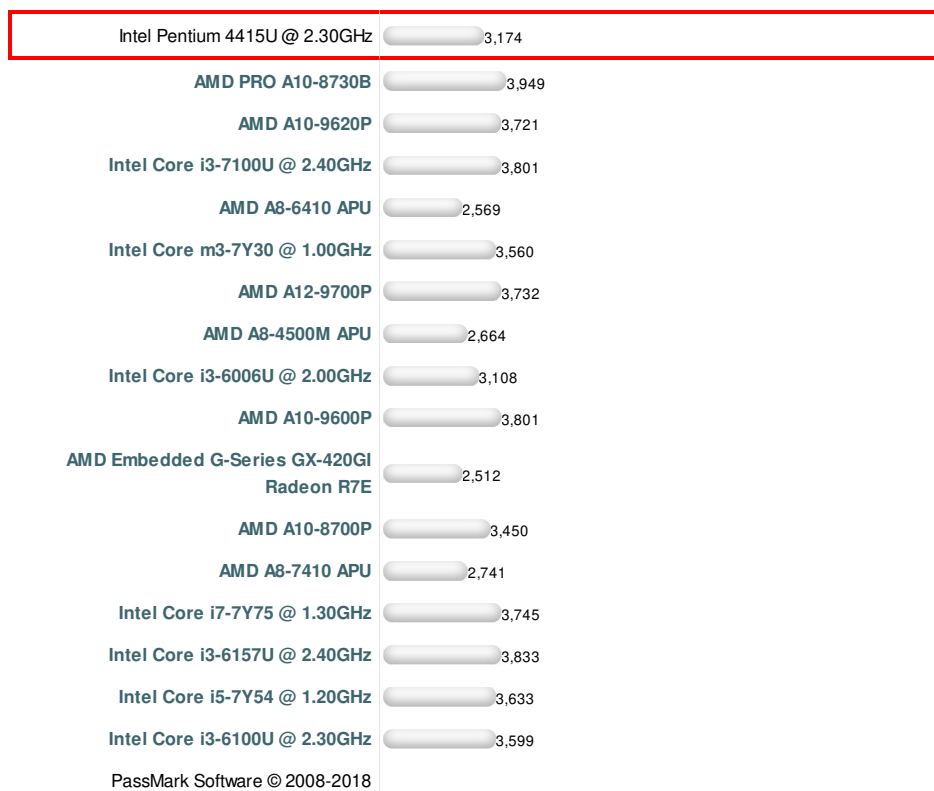 Intel Pentium 4415U @ 2.30GHz 3,174
AMD PRO A10-8730B 3,949
AMD A10-9620P 3,721
Intel Core i3-7100U @ 2.40GHz 3,801
AMD A8-6410 APU 2,569
Intel Core m3-7Y30 @ 1.00GHz 3,560
AMD A12-9700P 3,732
AMD A8-4500M APU 2,664
Intel Core i3-6006U @ 2.00GHz 3,108
AMD A10-9600P 3,801
AMD Embedded G-Series GX-420GI
Radeon R7E 2,512
AMD A10-8700P 3,450
AMD A8-7410 APU 2,741
Intel Core i7-7Y75 @ 1.30GHz 3,745
Intel Core i3-6157U @ 2.40GHz 3,833
Intel Core i5-7Y54 @ 1.20GHz 3,633
Intel Core i3-6100U @ 2.30GHz 3,599
PassMark Software © 2008-2018